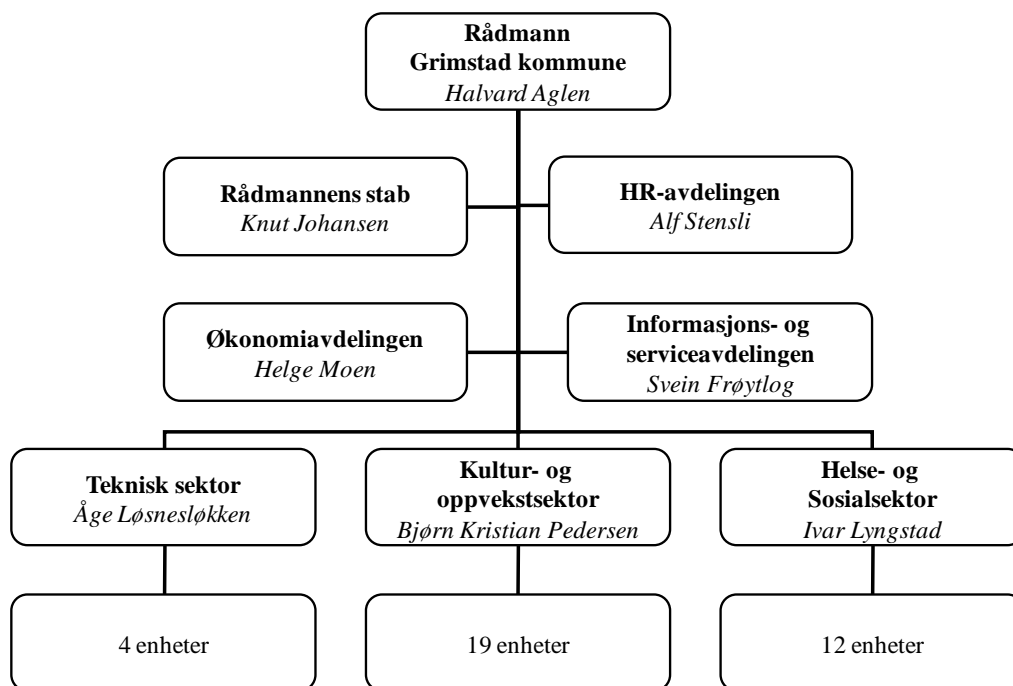 Rådmann
Grimstad kommune
Halvard Aglen
Rådmannens stab
Knut Johansen
HR-avdelingen
Alf Stensli
Økonomiavdelingen
Helge Moen
Informasjons- og
serviceavdelingen
Svein Frøytlog
Teknisk sektor
Åge Løsnesløkken
Kultur- og
oppvekstsektor
Bjørn Kristian Pedersen
Helse- og
Sosialsektor
Ivar Lyngstad
4 enheter
19 enheter
12 enheter